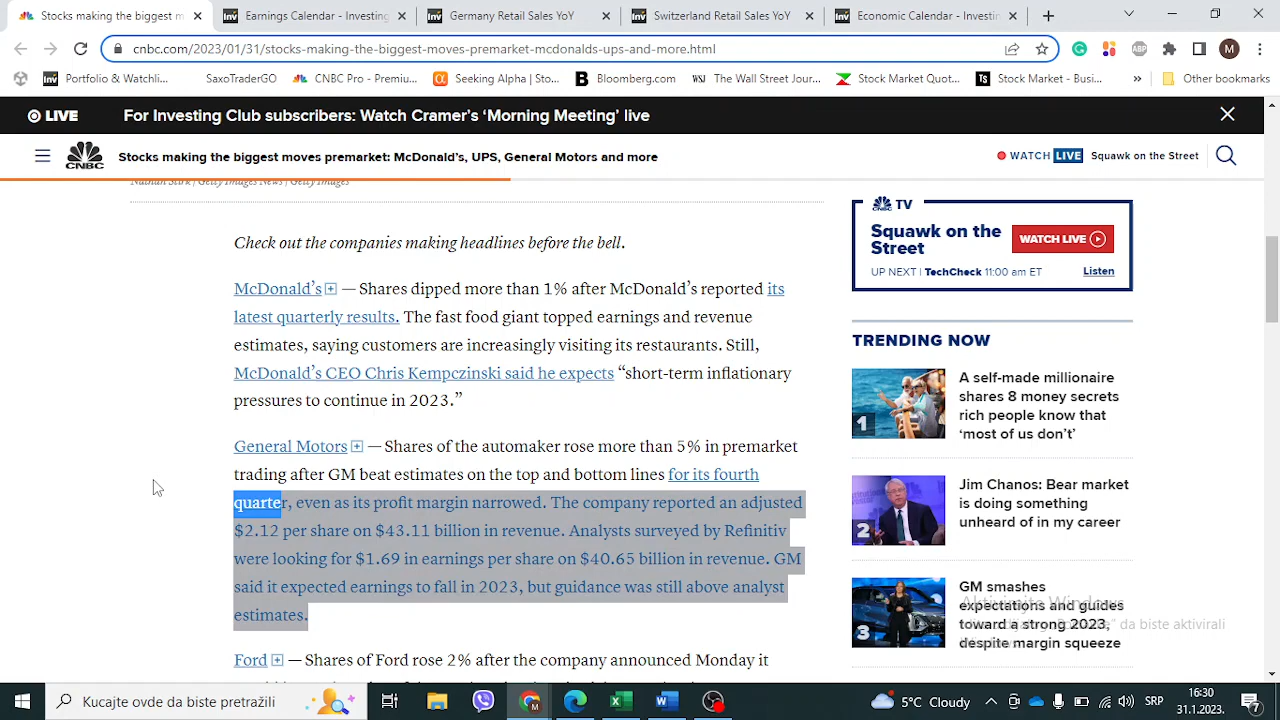 Stocks making the biggest m
Earnings Calendar - Investing
Germany Retail Sales YoY
Switzerland Retail Sales YoY
Economic Calendar - Investin
cnbc.com/2023/01/31/stocks-making-the-biggest-moves-premarket-mcdonalds-ups-and-more.html
Portfolio & Watchli...
SaxoTraderGO
CNBC Pro - Premiu...
Seeking Alpha | Sto...
Bloomberg.com
The Wall Street Jour...
Stock Market Quot...
Stock Market - Busi...
Other bookmarks
LIVE
For Investing Club subscribers: Watch Cramer’s ‘Morning Meeting’ live
CNBC
Stocks making the biggest moves premarket: McDonald’s, UPS, General Motors and more
WATCH LIVE Squawk on the Street
Getty Images News | Getty Images
Check out the companies making headlines before the bell.
McDonald’s — Shares dipped more than 1% after McDonald’s reported its
latest quarterly results. The fast food giant topped earnings and revenue
estimates, saying customers are increasingly visiting its restaurants. Still,
McDonald’s CEO Chris Kempczinski said he expects “short-term inflationary
pressures to continue in 2023.”
General Motors — Shares of the automaker rose more than 5% in premarket
trading after GM beat estimates on the top and bottom lines for its fourth
quarter, even as its profit margin narrowed. The company reported an adjusted
$2.12 per share on $43.11 billion in revenue. Analysts surveyed by Refinitiv
were looking for $1.69 in earnings per share on $40.65 billion in revenue. GM
said it expected earnings to fall in 2023, but guidance was still above analyst
estimates.
Ford — Shares of Ford rose 2% after the company announced Monday it
TV
Squawk on the
Street
WATCH LIVE
UP NEXT | TechCheck 11:00 am ET
Listen
TRENDING NOW
1
A self-made millionaire
shares 8 money secrets
rich people know that
‘most of us don’t’
2
Jim Chanos: Bear market
is doing something
unheard of in my career
3
GM smashes
expectations and guides
toward a strong 2023,
despite margin squeeze
Aktivirajte Windows
da biste aktivirali
Kucajte ovde da biste pretražili
5°C Cloudy
SRP
16:30
31.1.2023.
7